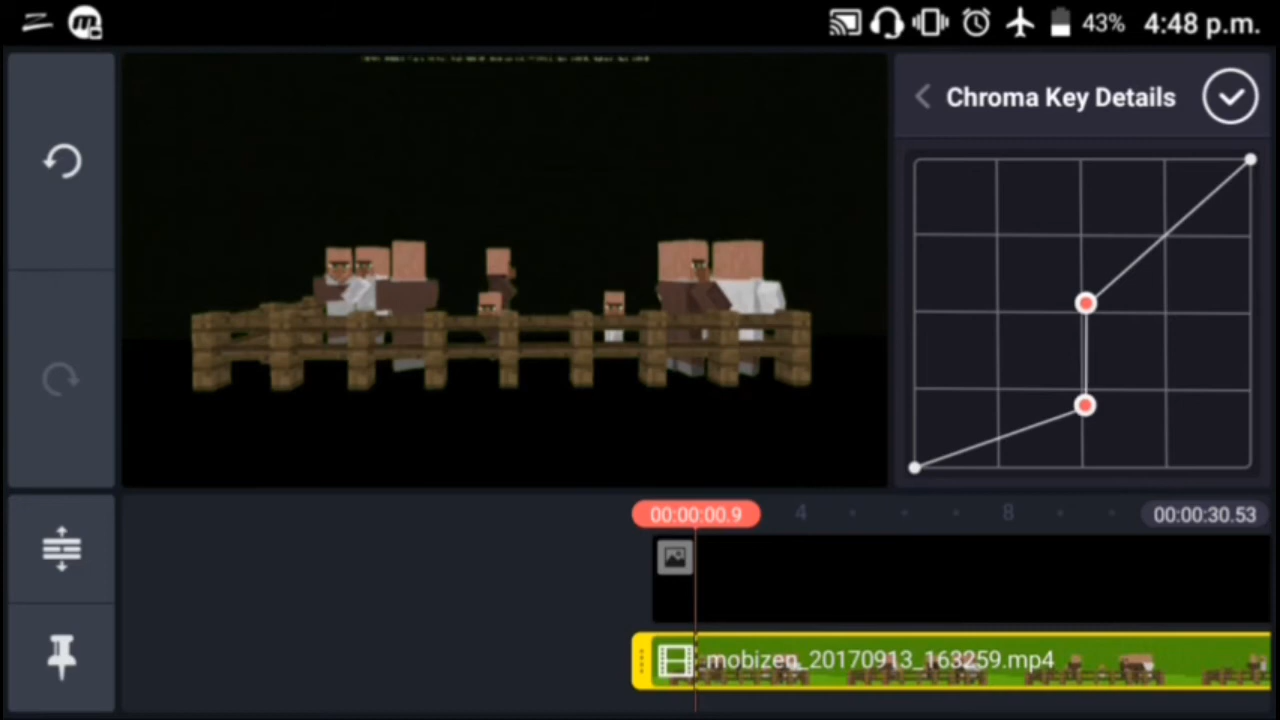 43% 4:48 p.m.
Chroma Key Details
00:00:00.9 4 8 00:00:30.53
mobizen_20170913_163259.mp4